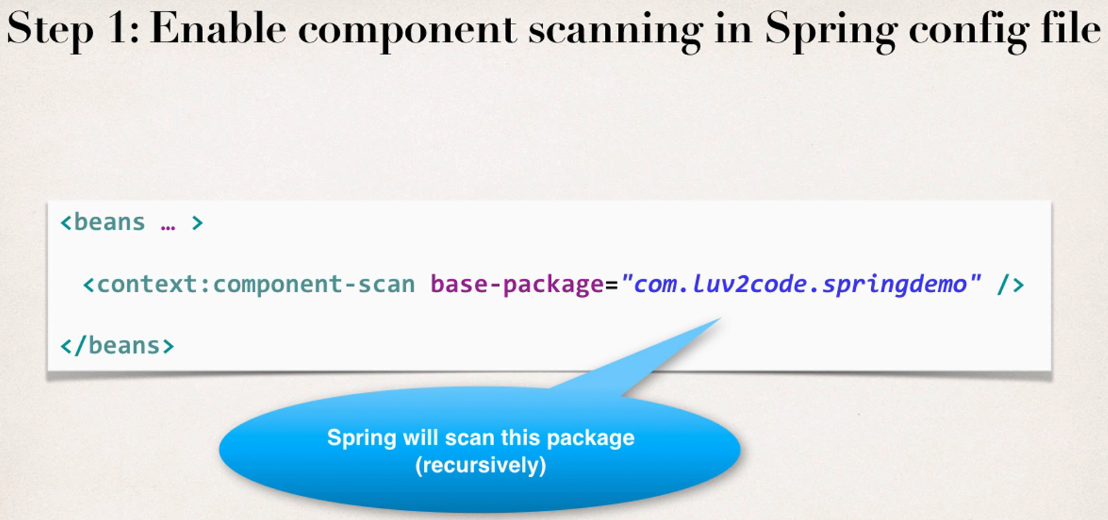 Step 1: Enable component scanning in Spring config file
<beans … >
<context:component-scan base-package="com.luv2code.springdemo" />
</beans>
Spring will scan this package
(recursively)